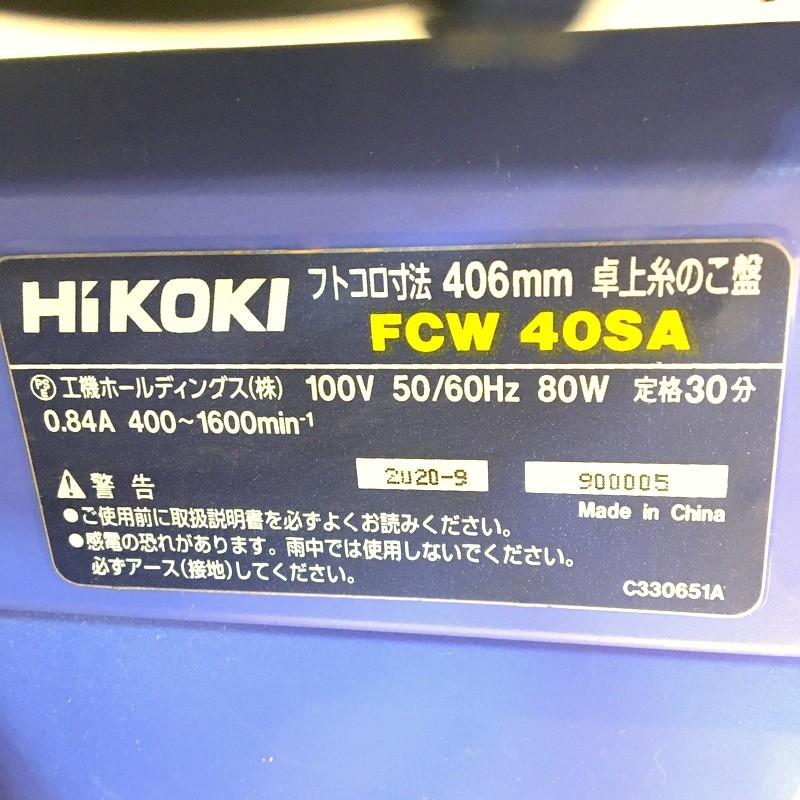 HiKOKI フトコロ寸法 406mm 卓上糸のこ盤
FCW 40SA
PSE 工機ホールディングス(株) 100V 50/60Hz 80W 定格30分
0.84A 400~1600min-1
警告 2020-9 900005
●ご使用前に取扱説明書を必ずよくお読みください。 Made in China
●感電の恐れがあります。雨中では使用しないでください。
必ずアース(接地)してください。
C330651A